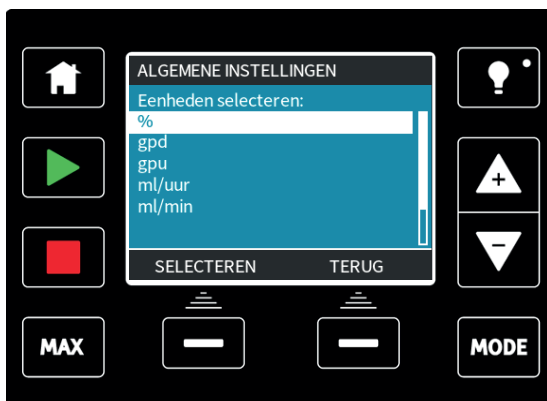 ALGEMENE INSTELLINGEN
Eenheden selecteren:
%
gpd
gpu
ml/uur
ml/min
SELECTEREN TERUG
MAX
MODE